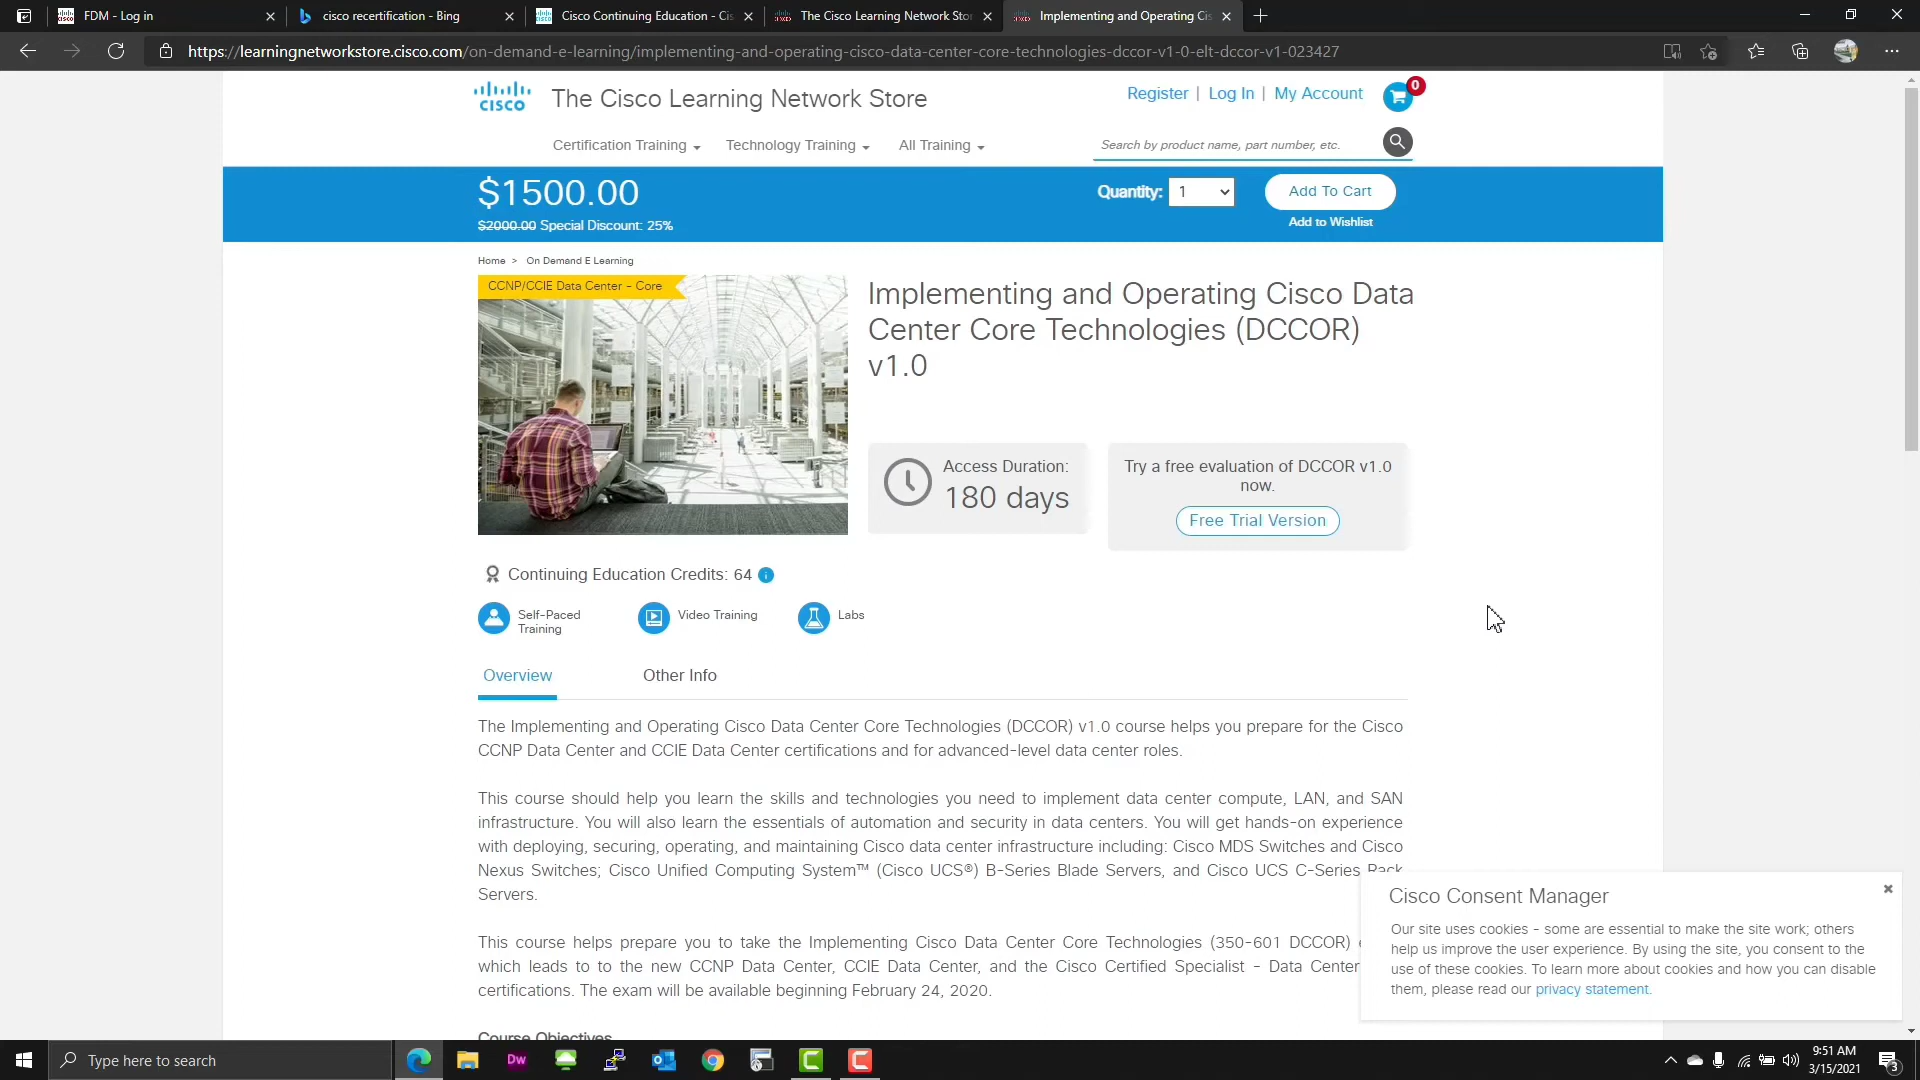 FDM - Log in
cisco recertification - Bing
Cisco Continuing Education - Cis
The Cisco Learning Network Stor
Implementing and Operating Cis
https://learningnetworkstore.cisco.com/on-demand-e-learning/implementing-and-operating-cisco-data-center-core-technologies-dccor-v1-0-elt-dccor-v1-023427
CISCO
The Cisco Learning Network Store
Register | Log In | My Account
0
Certification Training
Technology Training
All Training
Search by product name, part number, etc.
$1500.00
Quantity: 1
Add To Cart
$2000.00 Special Discount: 25%
Add to Wishlist
Home > On Demand E Learning
CCNP/CCIE Data Center - Core
Implementing and Operating Cisco Data
Center Core Technologies (DCCOR)
v1.0
Access Duration:
180 days
Try a free evaluation of DCCOR v1.0
now.
Free Trial Version
Continuing Education Credits: 64
Self-Paced
Training
Video Training
Labs
Overview
Other Info
The Implementing and Operating Cisco Data Center Core Technologies (DCCOR) v1.0 course helps you prepare for the Cisco
CCNP Data Center and CCIE Data Center certifications and for advanced-level data center roles.
This course should help you learn the skills and technologies you need to implement data center compute, LAN, and SAN
infrastructure. You will also learn the essentials of automation and security in data centers. You will get hands-on experience
with deploying, securing, operating, and maintaining Cisco data center infrastructure including: Cisco MDS Switches and Cisco
Nexus Switches; Cisco Unified Computing System™ (Cisco UCS®) B-Series Blade Servers, and Cisco UCS C-Series Rack
Servers.
This course helps prepare you to take the Implementing Cisco Data Center Core Technologies (350-601 DCCOR)
which leads to to the new CCNP Data Center, CCIE Data Center, and the Cisco Certified Specialist - Data Center
certifications. The exam will be available beginning February 24, 2020.
Course Objectives
Cisco Consent Manager
Our site uses cookies - some are essential to make the site work; others
help us improve the user experience. By using the site, you consent to the
use of these cookies. To learn more about cookies and how you can disable
them, please read our privacy statement.
Type here to search
Dw
9:51 AM
3/15/2021
3